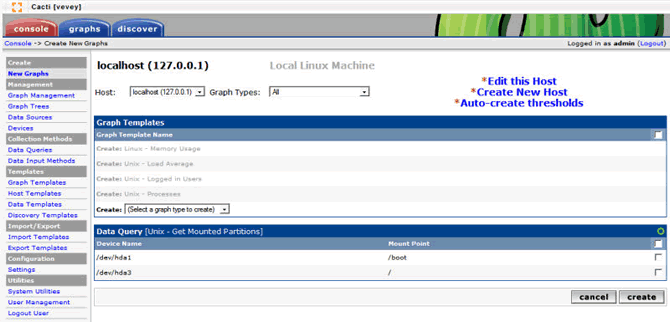 Cacti [vevey]
console graphs discover
Console -> Create New Graphs Logged in as admin (Logout)
Create
New Graphs
Management
Graph Management
Graph Trees
Data Sources
Devices
Collection Methods
Data Queries
Data Input Methods
Templates
Graph Templates
Host Templates
Data Templates
Discovery Templates
Import/Export
Import Templates
Export Templates
Configuration
Settings
Utilities
System Utilities
User Management
Logout User
localhost (127.0.0.1) Local Linux Machine
Host: localhost (127.0.0.1) Graph Types: All
*Edit this Host
*Create New Host
*Auto-create thresholds
Graph Templates
Graph Template Name
Create: Linux - Memory Usage
Create: Unix - Load Average
Create: Unix - Logged in Users
Create: Unix - Processes
Create: (Select a graph type to create)
Data Query [Unix - Get Mounted Partitions]
Device Name Mount Point
/dev/hda1 /boot
/dev/hda3 /
cancel create